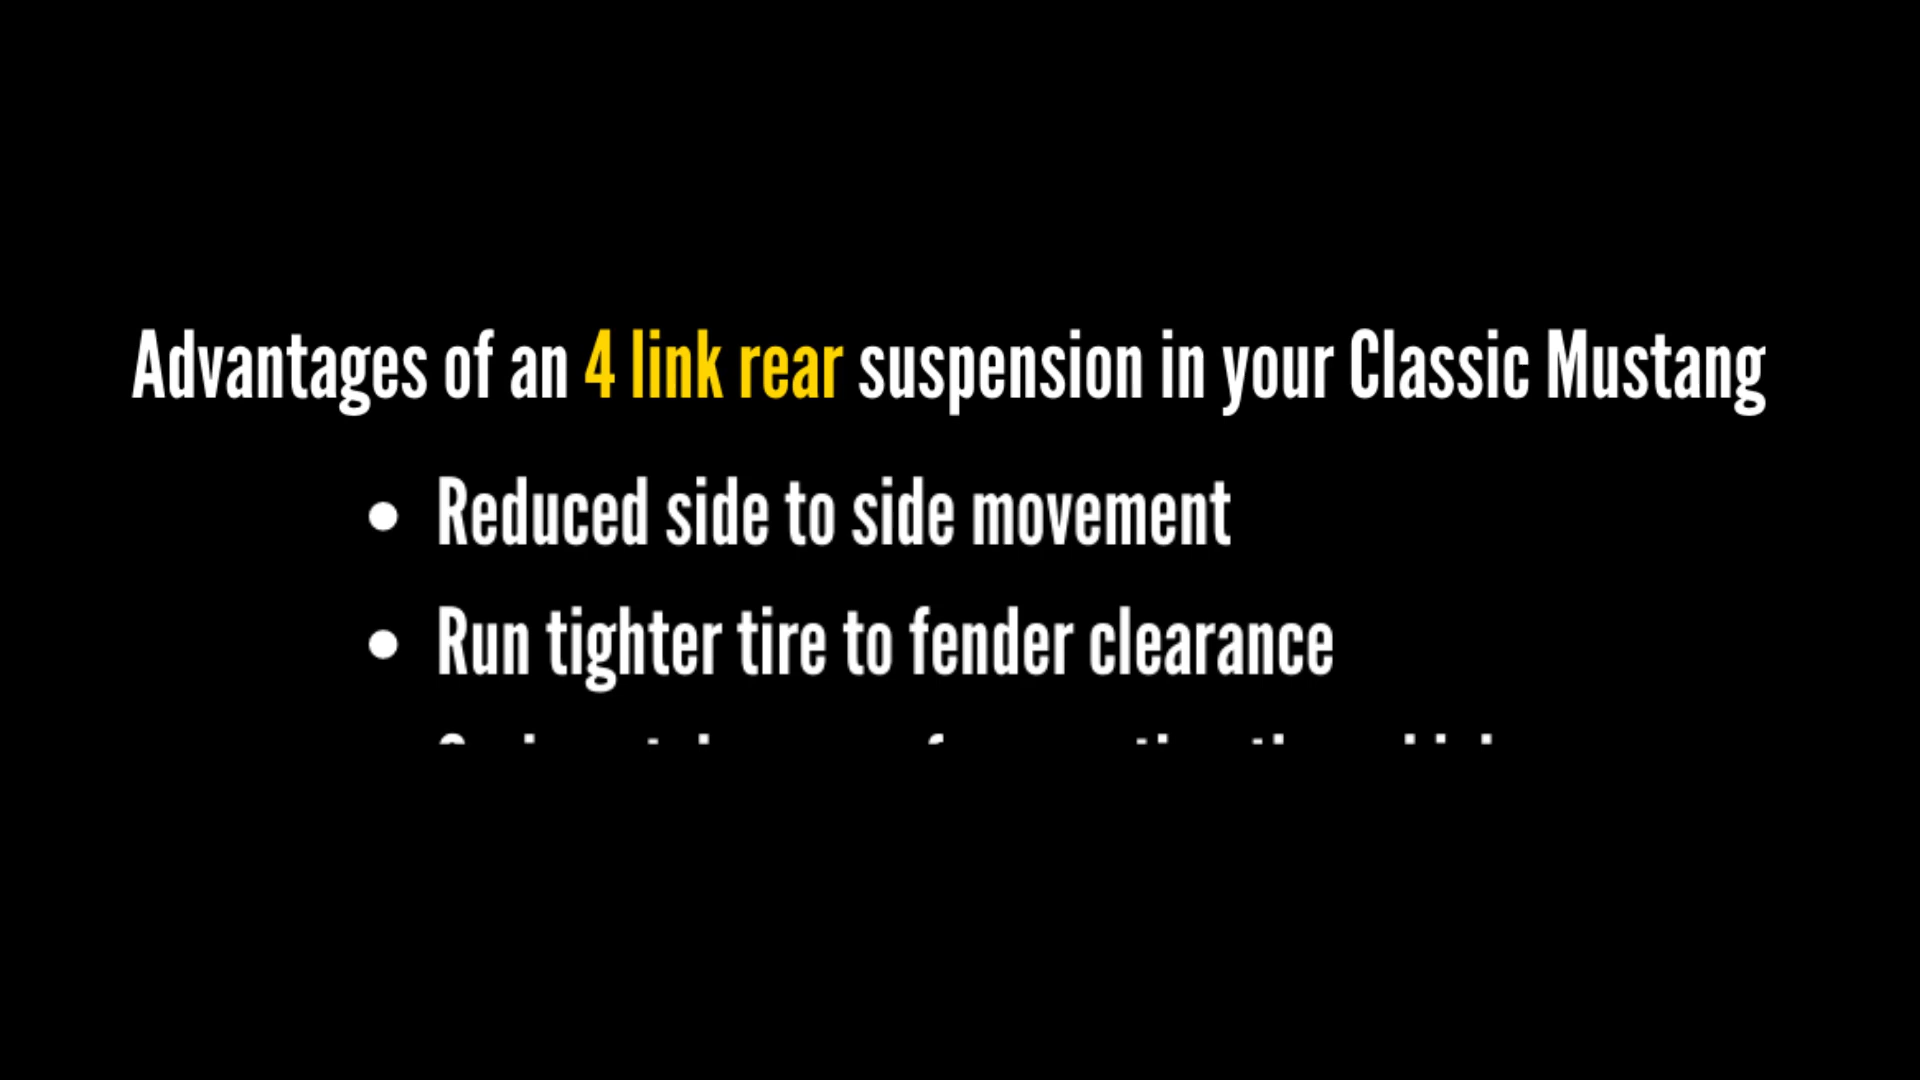 Advantages of an 4 link rear suspension in your Classic Mustang
• Reduced side to side movement
• Run tighter tire to fender clearance